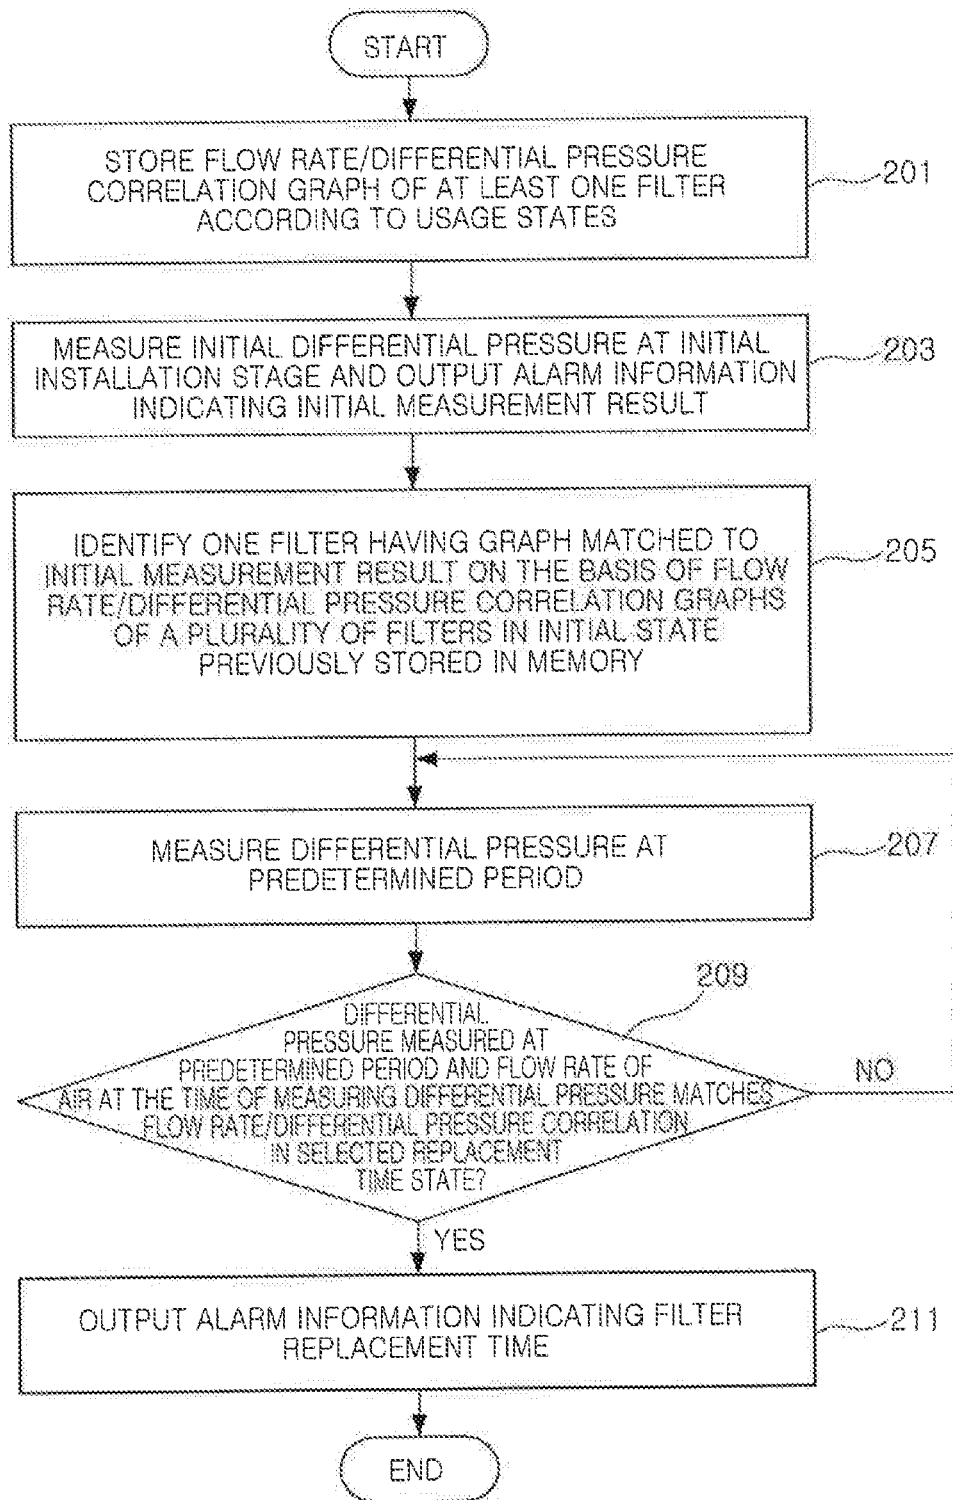 START
STORE FLOW RATE/DIFFERENTIAL PRESSURE
CORRELATION GRAPH OF AT LEAST ONE FILTER
ACCORDING TO USAGE STATES
201
MEASURE INITIAL DIFFERENTIAL PRESSURE AT INITIAL
INSTALLATION STAGE AND OUTPUT ALARM INFORMATION
INDICATING INITIAL MEASUREMENT RESULT
203
IDENTIFY ONE FILTER HAVING GRAPH MATCHED TO
INITIAL MEASUREMENT RESULT ON THE BASIS OF FLOW
RATE/DIFFERENTIAL PRESSURE CORRELATION GRAPHS
OF A PLURALITY OF FILTERS IN INITIAL STATE
PREVIOUSLY STORED IN MEMORY
205
MEASURE DIFFERENTIAL PRESSURE AT
PREDETERMINED PERIOD
207
209
DIFFERENTIAL
PRESSURE MEASURED AT
PREDETERMINED PERIOD AND FLOW RATE OF
AIR AT THE TIME OF MEASURING DIFFERENTIAL PRESSURE MATCHES
FLOW RATE/DIFFERENTIAL PRESSURE CORRELATION
IN SELECTED REPLACEMENT
TIME STATE?
NO
YES
OUTPUT ALARM INFORMATION INDICATING FILTER
REPLACEMENT TIME
211
END